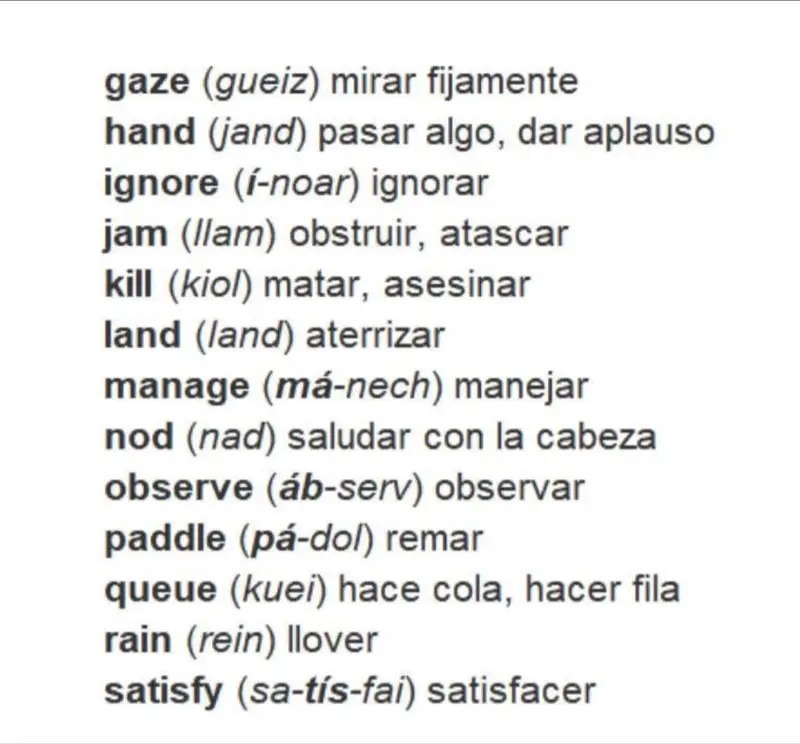 gaze (gueiz) mirar fijamente
hand (jand) pasar algo, dar aplauso
ignore (í-noar) ignorar
jam (llam) obstruir, atascar
kill (kiol) matar, asesinar
land (land) aterrizar
manage (má-nech) manejar
nod (nad) saludar con la cabeza
observe (áb-serv) observar
paddle (pá-dol) remar
queue (kuei) hace cola, hacer fila
rain (rein) llover
satisfy (sa-tís-fai) satisfacer